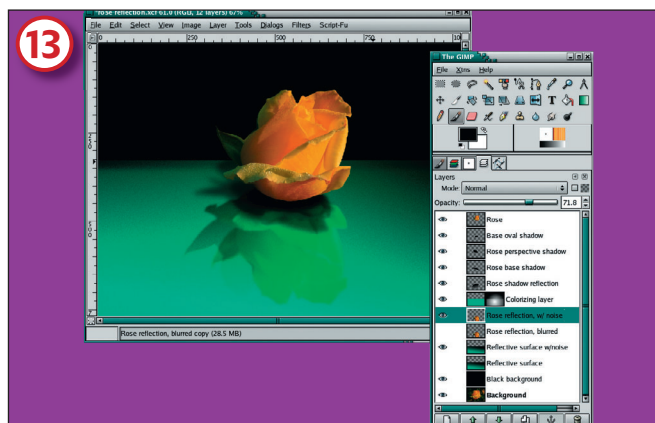 13
rose reflection.xcf-61.0 (RGB, 12 layers) 67%
File Edit Select View Image Layer Tools Dialogs Filters Script-Fu
0 250 500 750
250
500
Rose reflection, blurred copy (28.5 MB)
The GIMP
File Xtns Help
Layers
Mode: Normal
Opacity: 71.8
Rose
Base oval shadow
Rose perspective shadow
Rose base shadow
Rose shadow reflection
Colorizing layer
Rose reflection, w/ noise
Rose reflection, blurred
Reflective surface w/noise
Reflective surface
Black background
Background